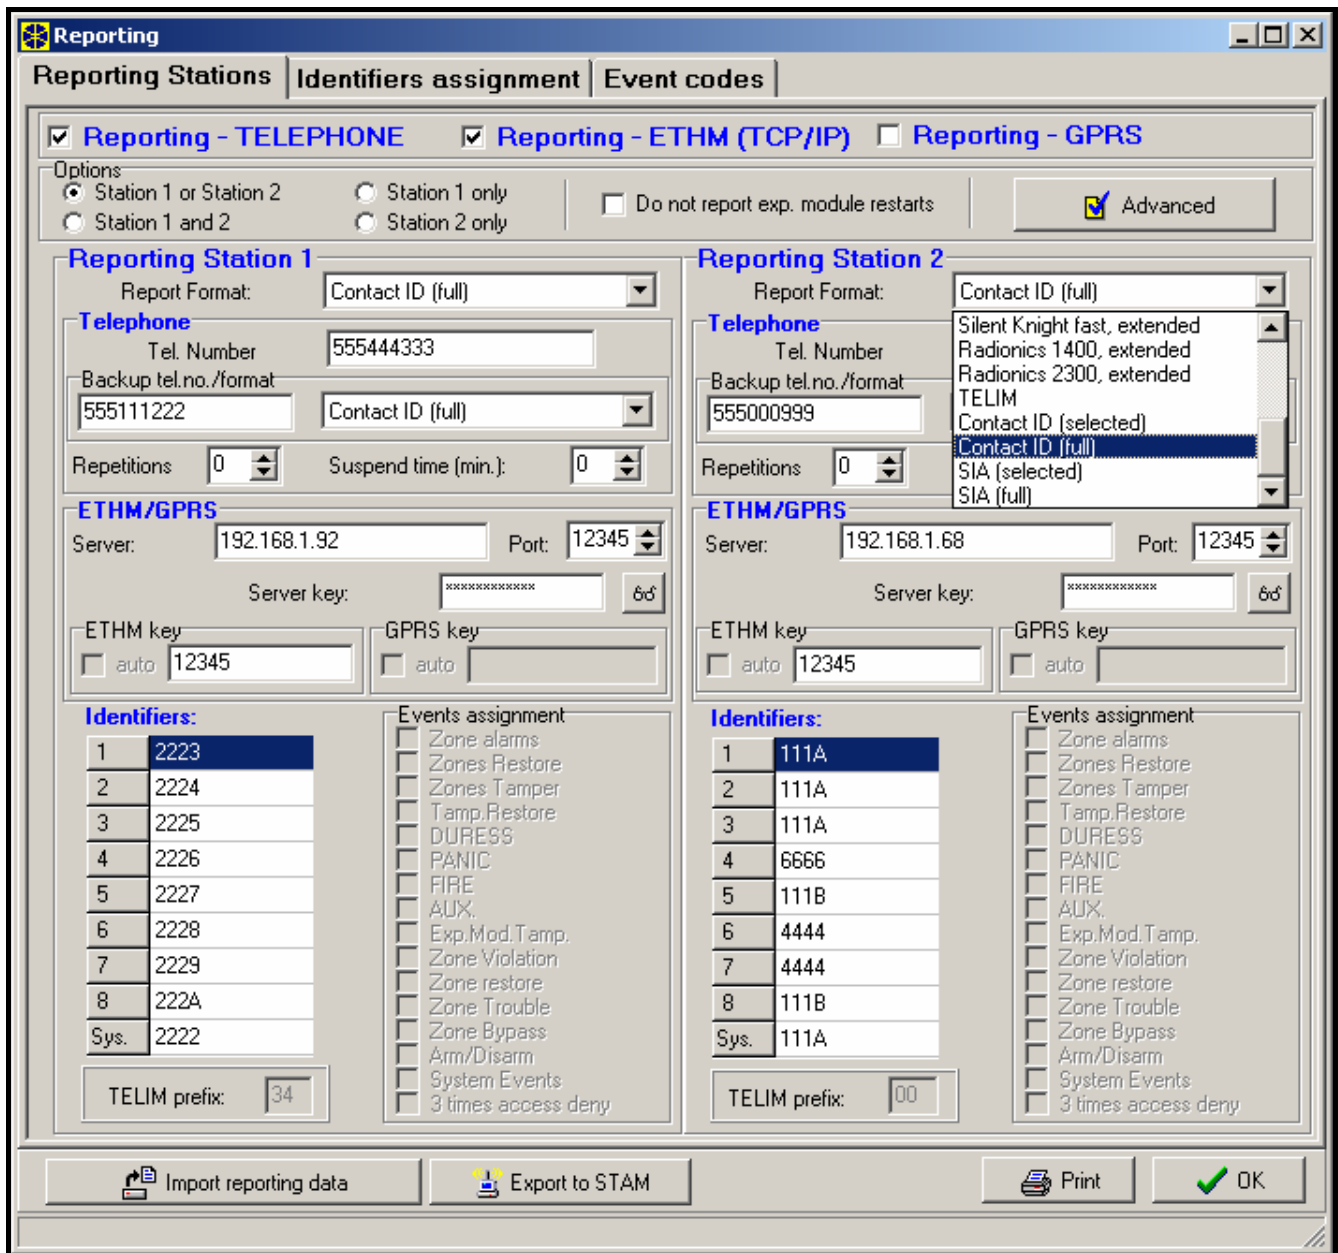 Reporting
Reporting Stations Identifiers assignment Event codes
Reporting - TELEPHONE Reporting - ETHM (TCP/IP) Reporting - GPRS
Options
Station 1 or Station 2 Station 1 only Do not report exp. module restarts Advanced
Station 1 and 2 Station 2 only
Reporting Station 1
Report Format: Contact ID (full)
Telephone
Tel. Number 555444333
Backup tel.no./format
555111222 Contact ID (full)
Repetitions 0 Suspend time (min.): 0
ETHM/GPRS
Server: 192.168.1.92 Port: 12345
Server key: xxxxxxxxxxxx
ETHM key GPRS key
auto 12345 auto
Identifiers:
1 2223
2 2224
3 2225
4 2226
5 2227
6 2228
7 2229
8 222A
Sys. 2222
TELIM prefix: 34
Events assignment
Zone alarms
Zones Restore
Zones Tamper
Tamp.Restore
DURESS
PANIC
FIRE
AUX.
Exp.Mod.Tamp.
Zone Violation
Zone restore
Zone Trouble
Zone Bypass
Arm/Disarm
System Events
3 times access deny
Reporting Station 2
Report Format: Contact ID (full)
Silent Knight fast, extended
Radionics 1400, extended
Radionics 2300, extended
TELIM
Contact ID (selected)
Contact ID (full)
SIA (selected)
SIA (full)
Telephone
Tel. Number
Backup tel.no./format
555000999
Repetitions 0
ETHM/GPRS
Server: 192.168.1.68 Port: 12345
Server key: xxxxxxxxxxxx
ETHM key GPRS key
auto 12345 auto
Identifiers:
1 111A
2 111A
3 111A
4 6666
5 111B
6 4444
7 4444
8 111B
Sys. 111A
TELIM prefix: 00
Events assignment
Zone alarms
Zones Restore
Zones Tamper
Tamp.Restore
DURESS
PANIC
FIRE
AUX.
Exp.Mod.Tamp.
Zone Violation
Zone restore
Zone Trouble
Zone Bypass
Arm/Disarm
System Events
3 times access deny
Import reporting data Export to STAM Print OK